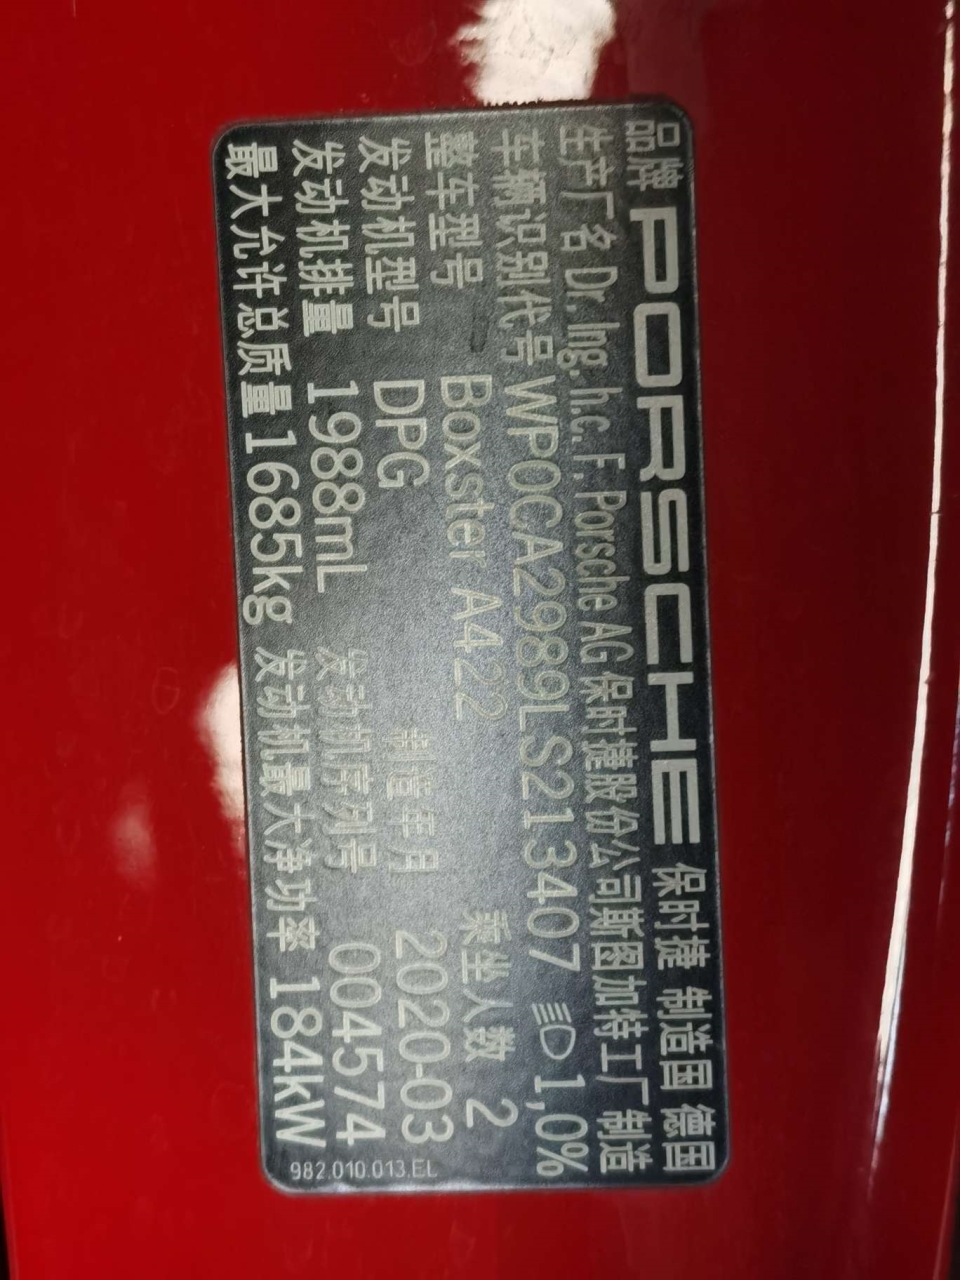 品牌 PORSCHE 保时捷 制造国 德国
生产厂名 Dr. Ing. h.c. F. Porsche AG 保时捷股份公司斯图加特工厂制造
车辆识别代号 WP0CA2989LS213407 1,0%
整车型号 Boxster A422 乘坐人数 2
发动机型号 DPG 制造年月 2020-03
发动机排量 1988mL 发动机序列号 004574
最大允许总质量 1685kg 发动机最大净功率 184kW
982.010.013.EL